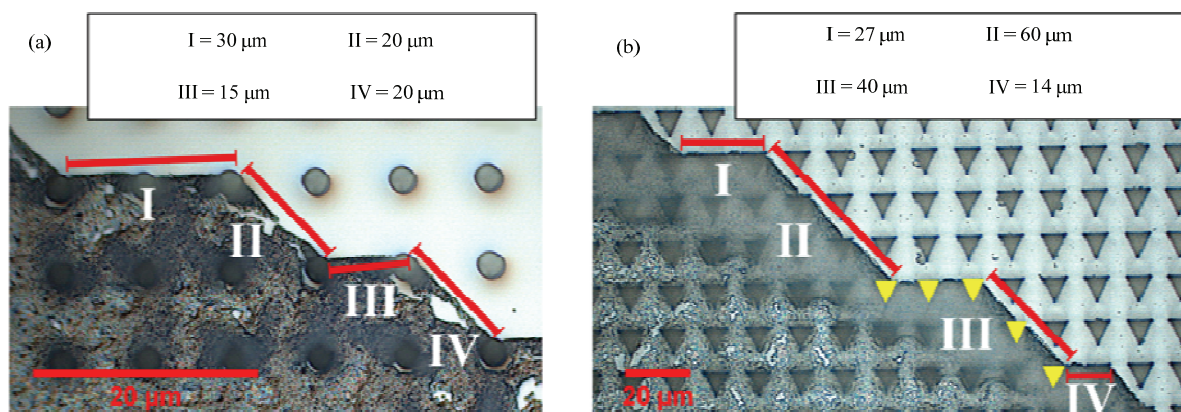 (a)
I = 30 μm II = 20 μm
III = 15 μm IV = 20 μm
I
II
III
IV
20 μm
(b)
I = 27 μm II = 60 μm
III = 40 μm IV = 14 μm
I
II
III
IV
20 μm